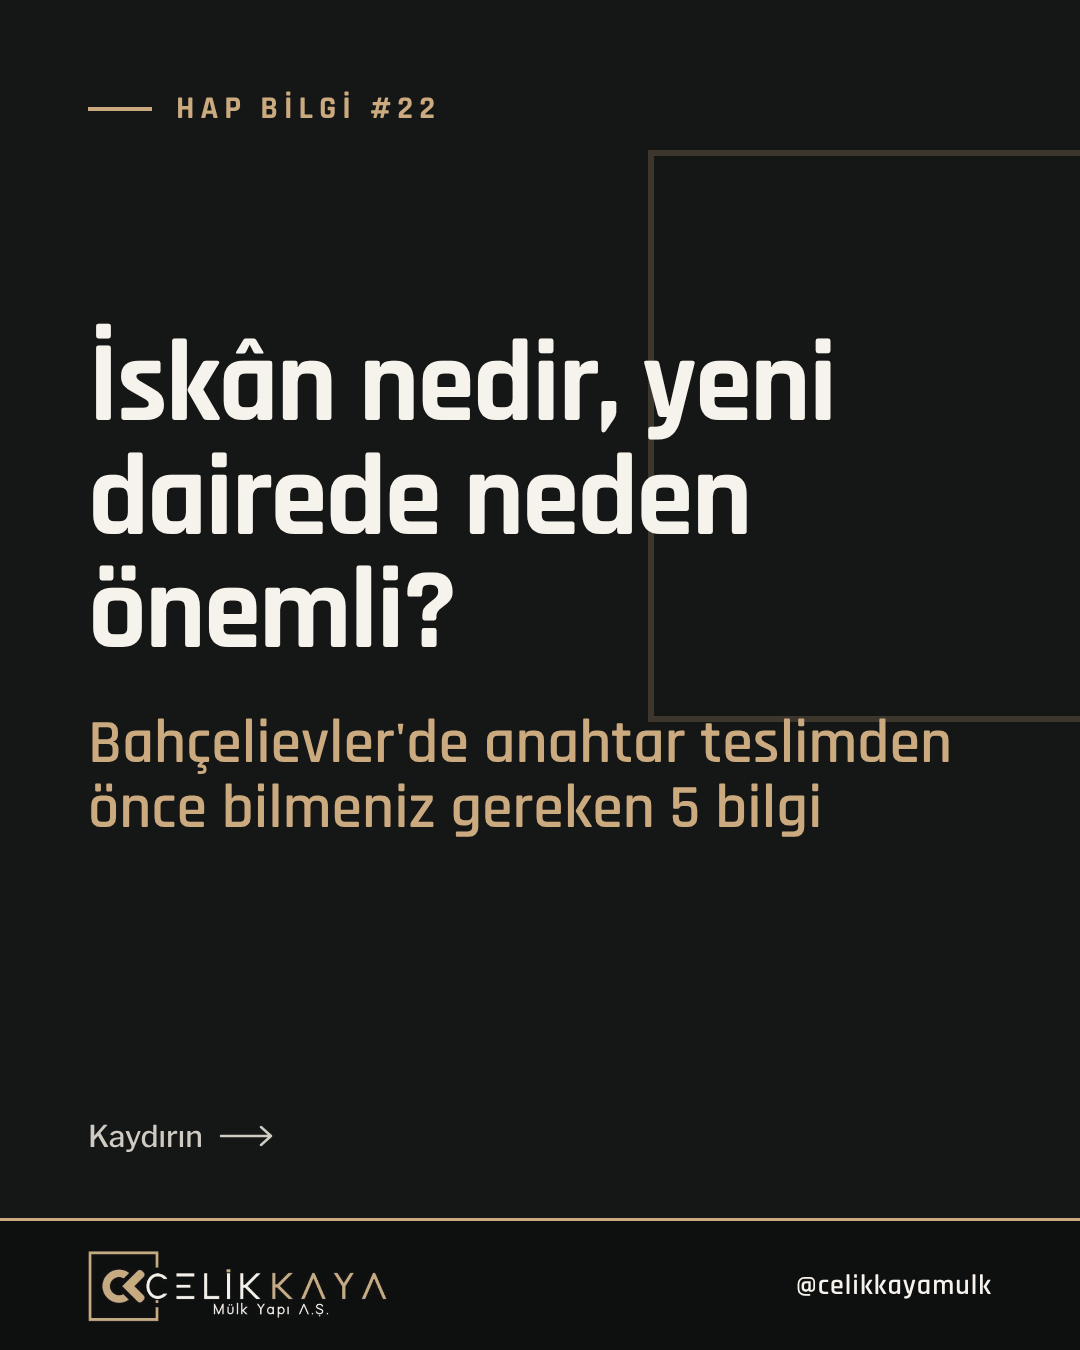 HAP BİLGİ #22
İskân nedir, yeni
dairede neden
önemli?
Bahçelievler'de anahtar teslimden
önce bilmeniz gereken 5 bilgi
Kaydırın
ÇELİKKAYA
Mülk Yapı A.Ş.
@celikkayamulk